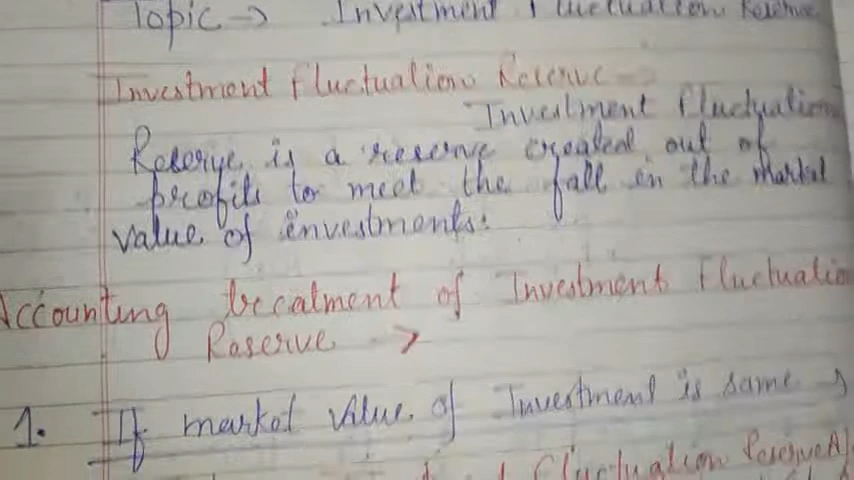 Topic → Investment Fluctuation Reserve
Investment Fluctuation Reserve →
Investment Fluctuation
Reserve is a reserve created out of
profits to meet the fall in the market
value of investments.
Accounting treatment of Investment Fluctuation
Reserve →
1. If market value of Investment is same
Fluctuation Reserve A/